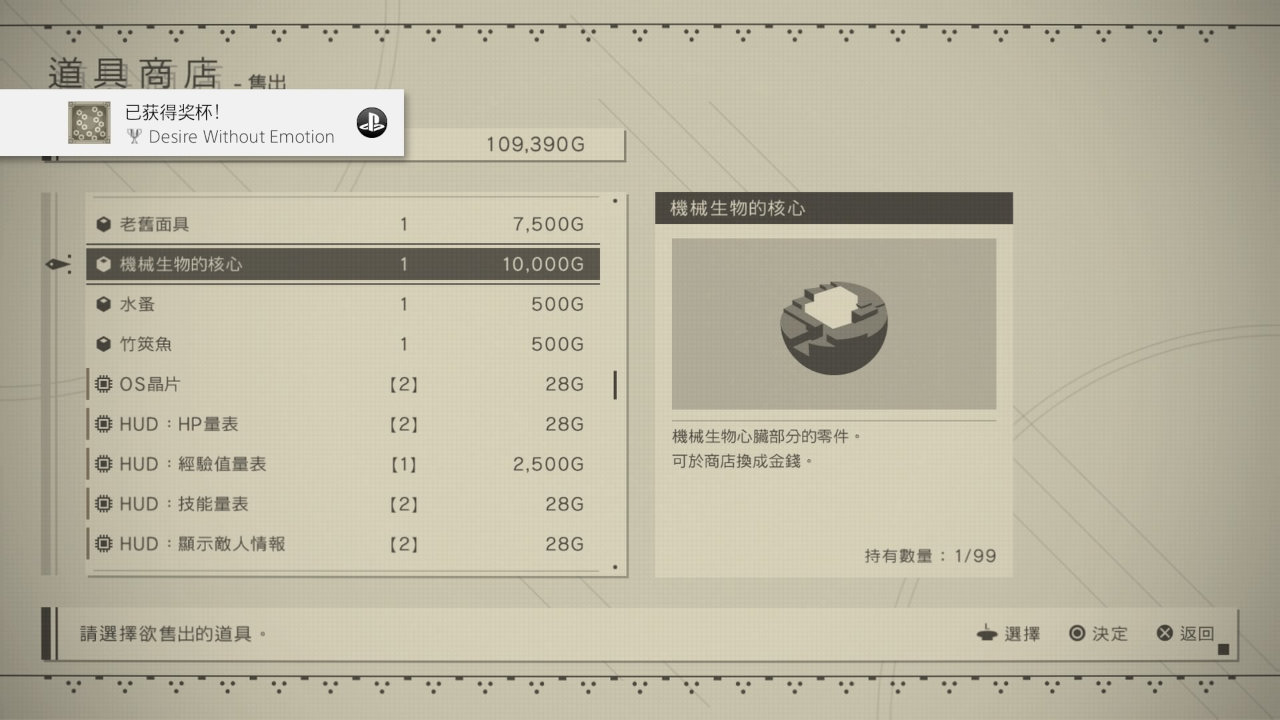 道具商店 - 售出
已获得奖杯!
Desire Without Emotion
109,390G
老舊面具 1 7,500G
機械生物的核心 1 10,000G
水蚤 1 500G
竹筴魚 1 500G
OS晶片 【2】 28G
HUD：HP量表 【2】 28G
HUD：經驗值量表 【1】 2,500G
HUD：技能量表 【2】 28G
HUD：顯示敵人情報 【2】 28G
機械生物的核心
機械生物心臟部分的零件。
可於商店換成金錢。
持有數量：1/99
請選擇欲售出的道具。
選擇 決定 返回